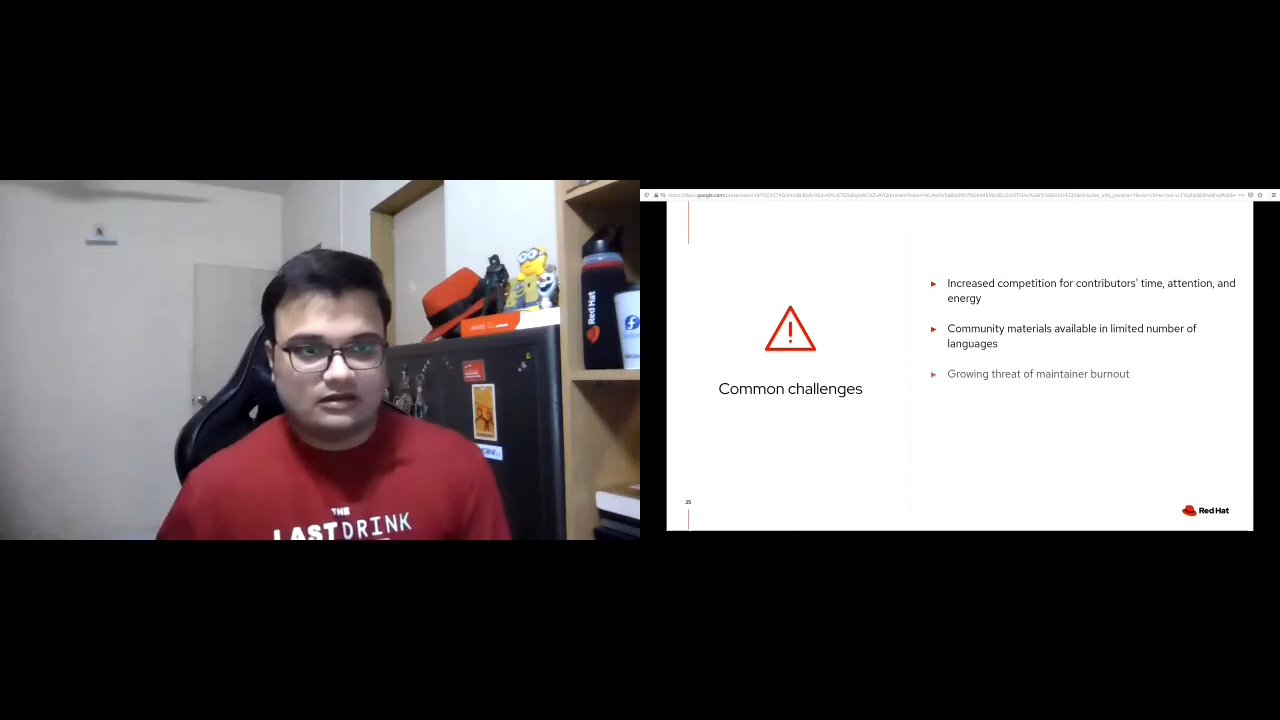 THE
LAST DRINK
Red Hat
Increased competition for contributors' time, attention, and
energy
Community materials available in limited number of
languages
Growing threat of maintainer burnout
Common challenges
25
Red Hat